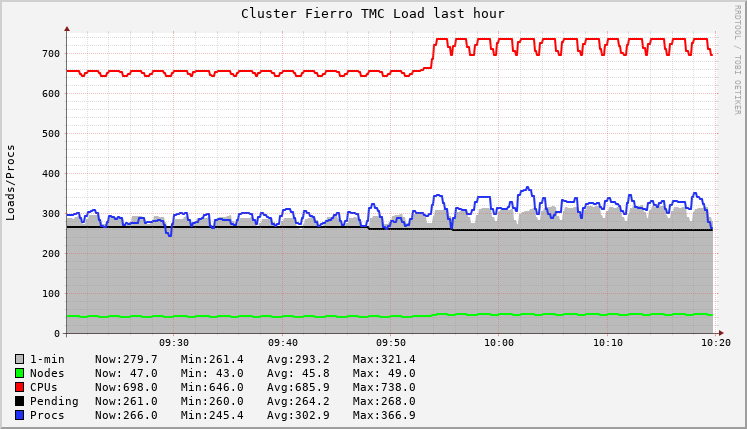 Cluster Fierro TMC Load last hour
RRDTOOL / TOBI OETIKER
Loads/Procs
700
600
500
400
300
200
100
0
09:30 09:40 09:50 10:00 10:10 10:20
1-min Now:279.7 Min:261.4 Avg:293.2 Max:321.4
Nodes Now: 47.0 Min: 43.0 Avg: 45.8 Max: 49.0
CPUs Now:698.0 Min:646.0 Avg:685.9 Max:738.0
Pending Now:261.0 Min:260.0 Avg:264.2 Max:268.0
Procs Now:266.0 Min:245.4 Avg:302.9 Max:366.9